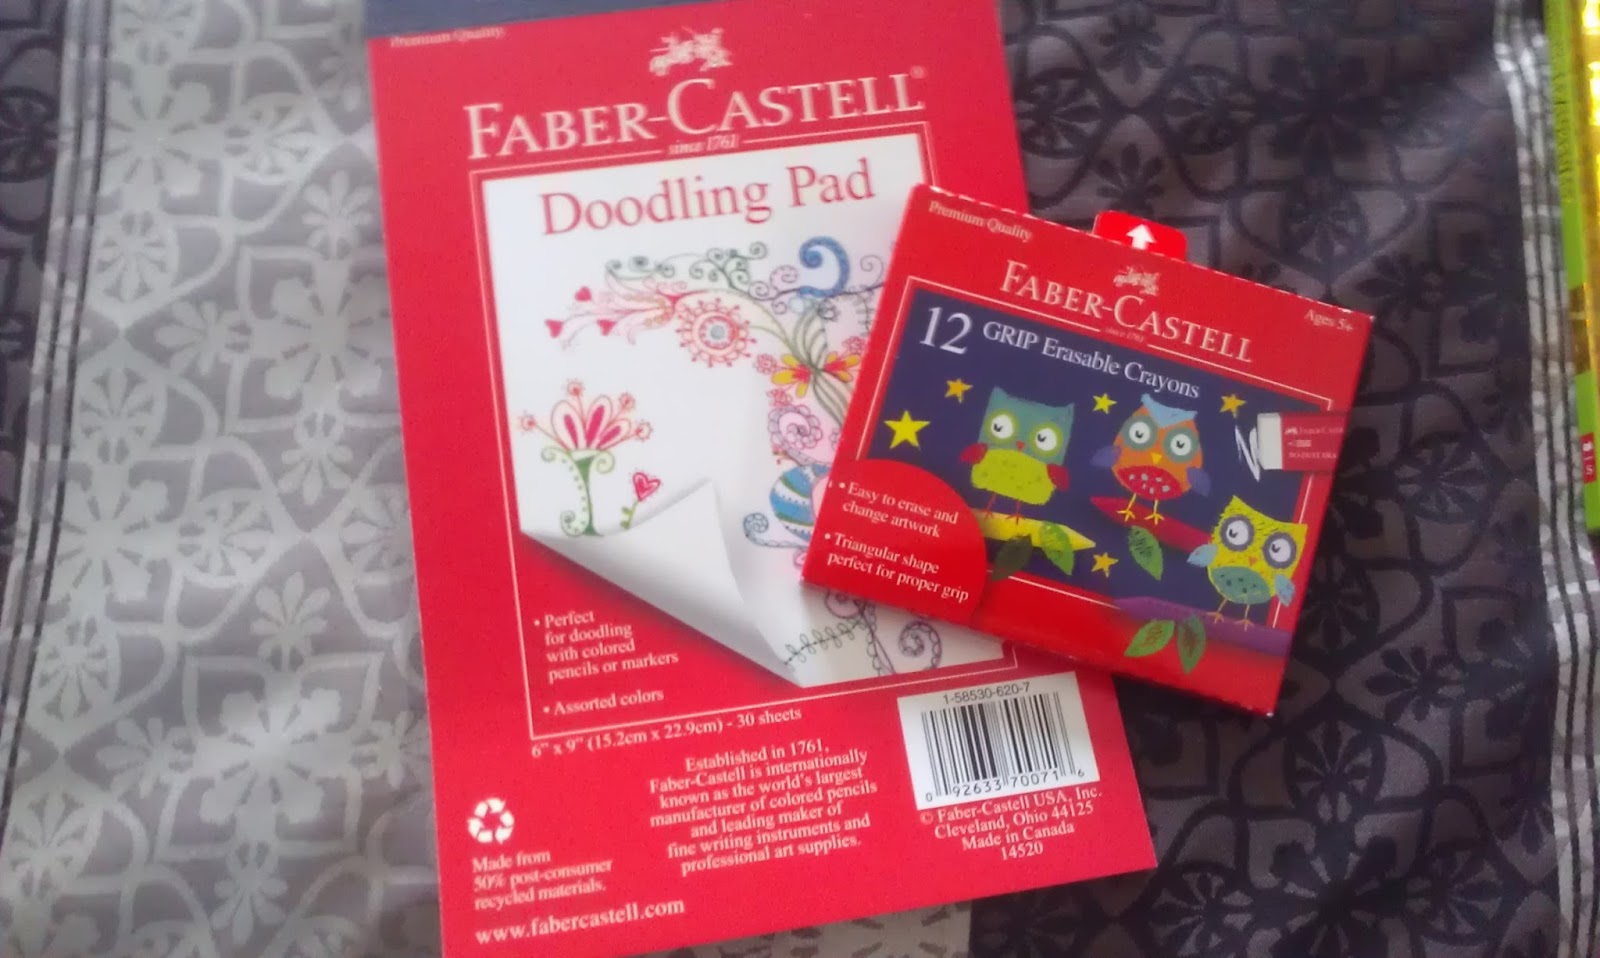 Premium Quality
FABER-CASTELL®
since 1761
Doodling Pad
• Perfect
for doodling
with colored
pencils or markers
• Assorted colors
6" x 9" (15.2cm x 22.9cm) - 30 sheets
Established in 1761,
Faber-Castell is internationally
known as the world's largest
manufacturer of colored pencils
and leading maker of
fine writing instruments and
professional art supplies.
Made from
50% post-consumer
recycled materials.
www.fabercastell.com
1-58530-620-7
0 92633 70071 6
© Faber-Castell USA, Inc.
Cleveland, Ohio 44125
Made in Canada
14520
Premium Quality
FABER-CASTELL
since 1761
Ages 5+
12 GRIP Erasable Crayons
• Easy to erase and
change artwork
• Triangular shape
perfect for proper grip